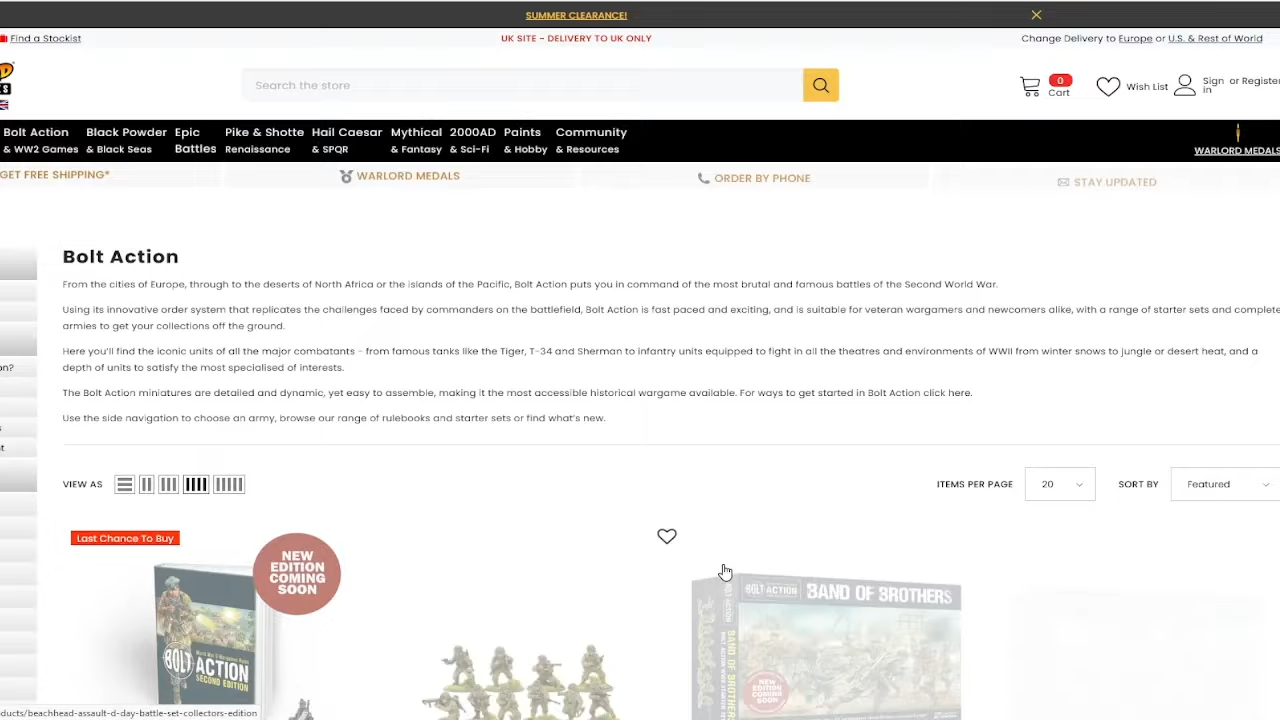 SUMMER CLEARANCE!
Find a Stockist
UK SITE - DELIVERY TO UK ONLY
Change Delivery to Europe or U.S. & Rest of World
Search the store
0
Cart
Wish List
Sign in
or Register
Bolt Action
& WW2 Games
Black Powder
& Black Seas
Epic
Battles
Pike & Shotte
Renaissance
Hail Caesar
& SPQR
Mythical
& Fantasy
2000AD
& Sci-Fi
Paints
& Hobby
Community
& Resources
WARLORD MEDALS
GET FREE SHIPPING*
WARLORD MEDALS
ORDER BY PHONE
STAY UPDATED
Bolt Action
From the cities of Europe, through to the deserts of North Africa or the islands of the Pacific, Bolt Action puts you in command of the most brutal and famous battles of the Second World War.
Using its innovative order system that replicates the challenges faced by commanders on the battlefield, Bolt Action is fast paced and exciting, and is suitable for veteran wargamers and newcomers alike, with a range of starter sets and complete
armies to get your collections off the ground.
Here you'll find the iconic units of all the major combatants – from famous tanks like the Tiger, T-34 and Sherman to infantry units equipped to fight in all the theatres and environments of WWII from winter snows to jungle or desert heat, and a
depth of units to satisfy the most specialised of interests.
The Bolt Action miniatures are detailed and dynamic, yet easy to assemble, making it the most accessible historical wargame available. For ways to get started in Bolt Action click here.
Use the side navigation to choose an army, browse our range of rulebooks and starter sets or find what's new.
VIEW AS
ITEMS PER PAGE
20
SORT BY
Featured
Last Chance To Buy
NEW
EDITION
COMING
SOON
BOLT ACTION
SECOND EDITION
BOLT ACTION
BAND OF BROTHERS
BAND OF BROTHERS
NEW
EDITION
COMING
SOON
ducts/beachhead-assault-d-day-battle-set-collectors-edition